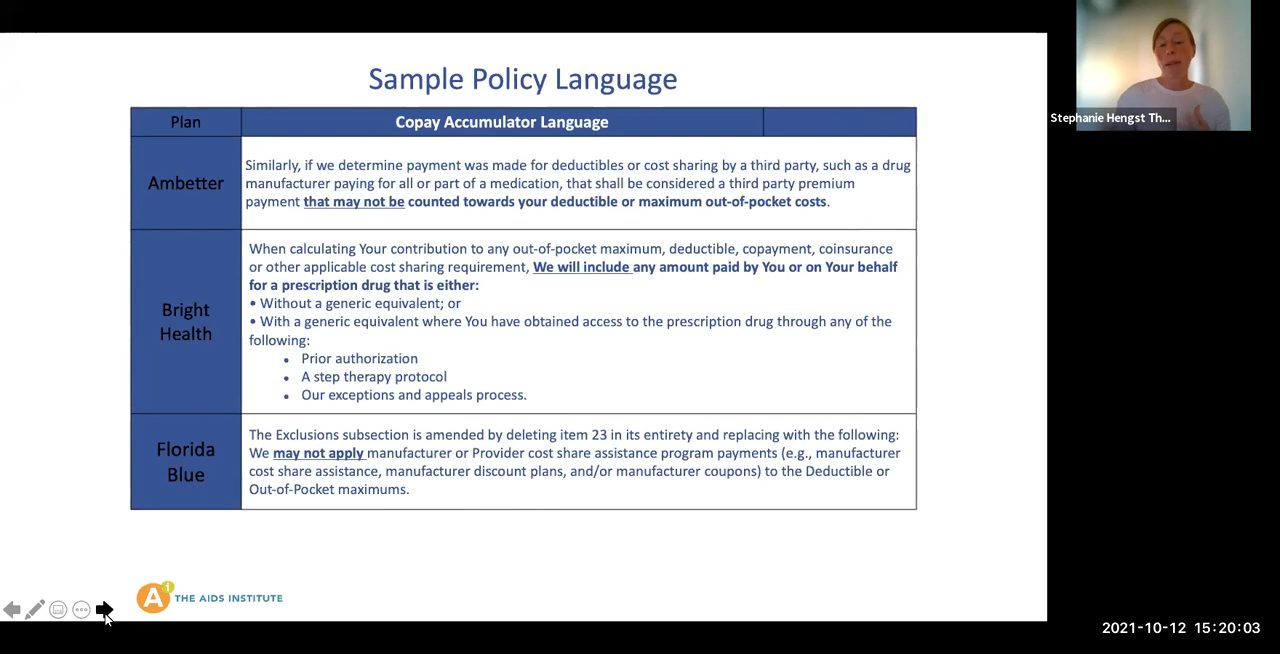 Sample Policy Language
Plan
Copay Accumulator Language
Ambetter
Similarly, if we determine payment was made for deductibles or cost sharing by a third party, such as a drug
manufacturer paying for all or part of a medication, that shall be considered a third party premium
payment that may not be counted towards your deductible or maximum out-of-pocket costs.
Bright
Health
When calculating Your contribution to any out-of-pocket maximum, deductible, copayment, coinsurance
or other applicable cost sharing requirement, We will include any amount paid by You or on Your behalf
for a prescription drug that is either:
• Without a generic equivalent; or
• With a generic equivalent where You have obtained access to the prescription drug through any of the
following:
• Prior authorization
• A step therapy protocol
• Our exceptions and appeals process.
Florida
Blue
The Exclusions subsection is amended by deleting item 23 in its entirety and replacing with the following:
We may not apply manufacturer or Provider cost share assistance program payments (e.g., manufacturer
cost share assistance, manufacturer discount plans, and/or manufacturer coupons) to the Deductible or
Out-of-Pocket maximums.
A i
THE AIDS INSTITUTE
Stephanie Hengst Th...
2021-10-12 15:20:03